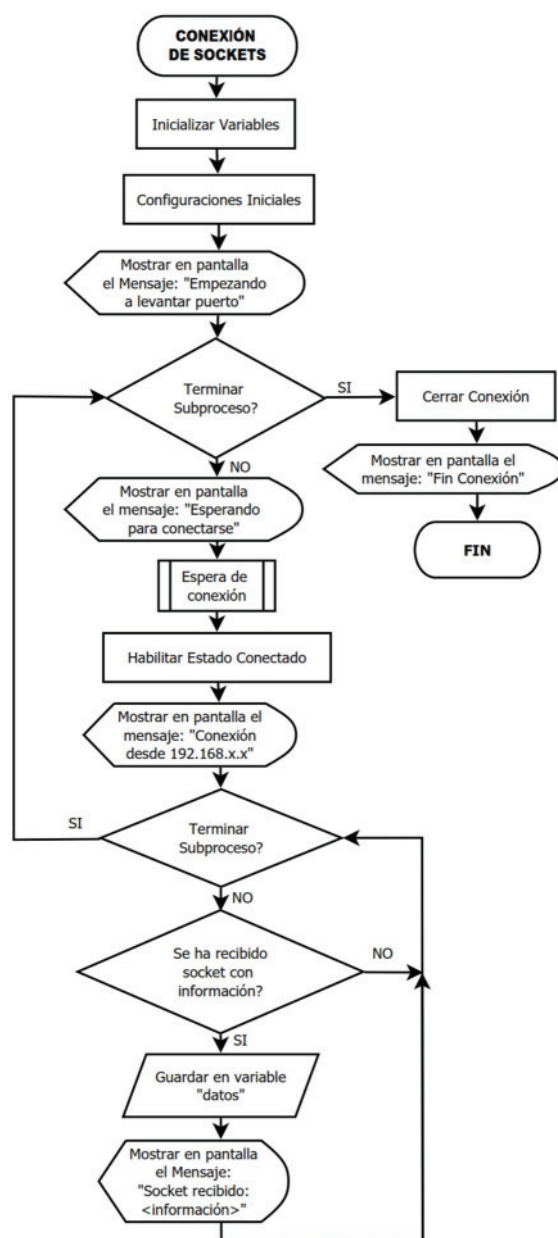 CONEXIÓN
DE SOCKETS
Inicializar Variables
Configuraciones Iniciales
Mostrar en pantalla
el Mensaje: "Empezando
a levantar puerto"
Terminar
Subproceso?
SI
Cerrar Conexión
Mostrar en pantalla el
mensaje: "Fin Conexión"
FIN
NO
Mostrar en pantalla
el mensaje: "Esperando
para conectarse"
Espera de
conexión
Habilitar Estado Conectado
Mostrar en pantalla el
mensaje: "Conexión
desde 192.168.x.x"
SI
Terminar
Subproceso?
NO
Se ha recibido
socket con
información?
NO
SI
Guardar en variable
"datos"
Mostrar en pantalla
el Mensaje:
"Socket recibido:
<información>"